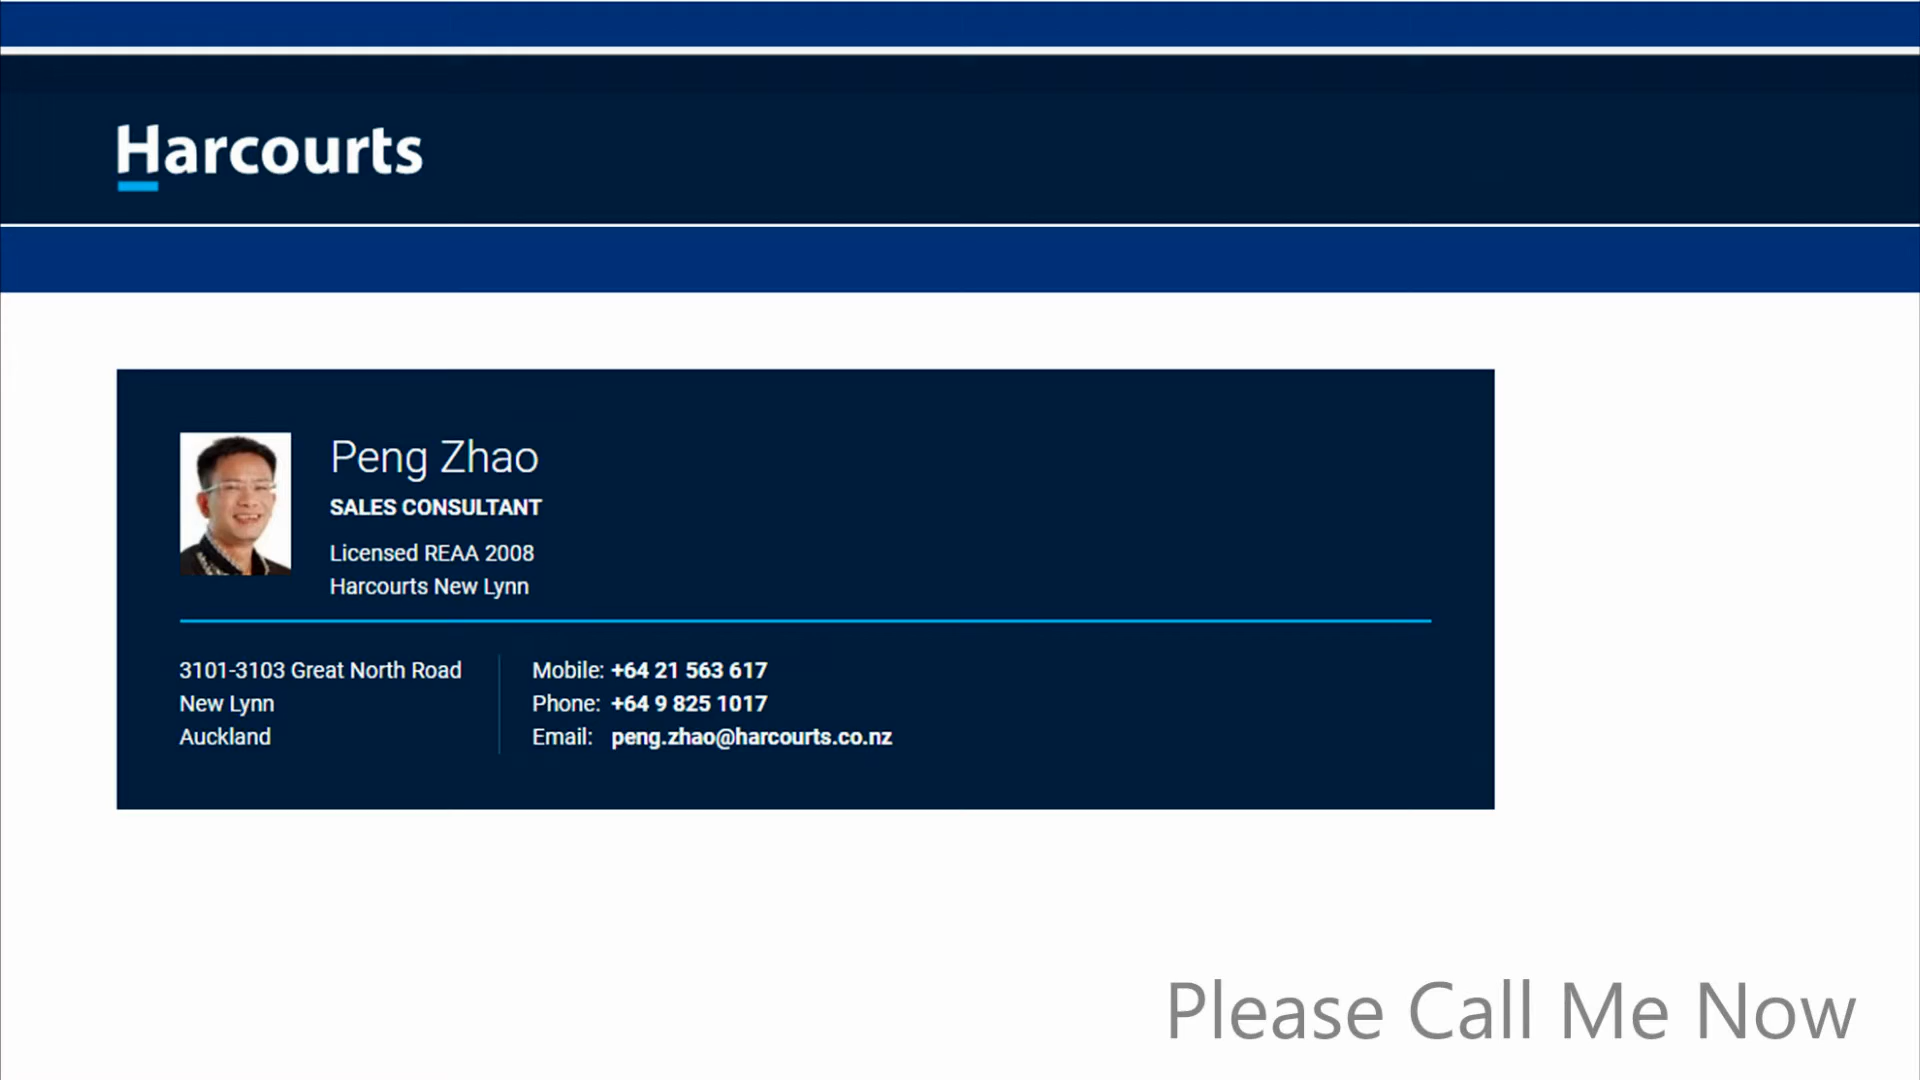 Harcourts
Peng Zhao
SALES CONSULTANT
Licensed REAA 2008
Harcourts New Lynn
3101-3103 Great North Road
New Lynn
Auckland
Mobile: +64 21 563 617
Phone: +64 9 825 1017
Email: peng.zhao@harcourts.co.nz
Please Call Me Now